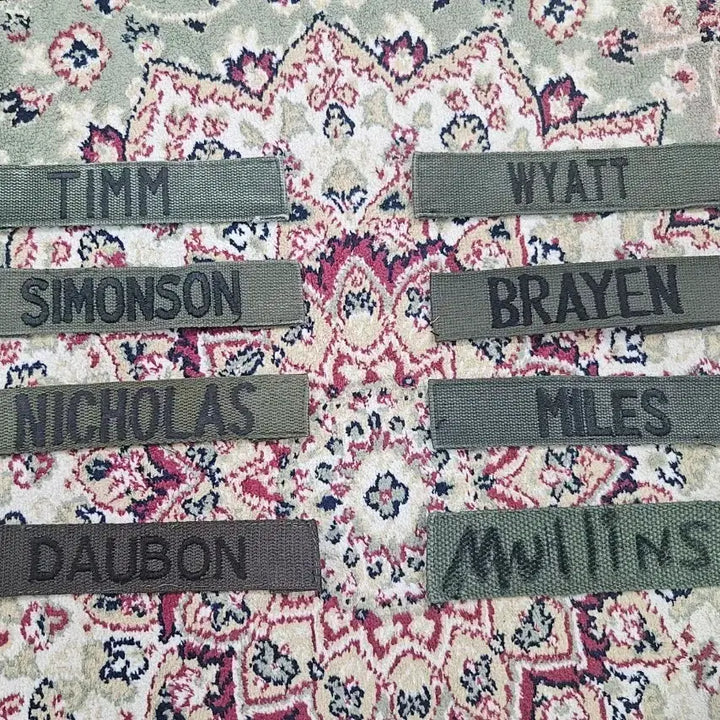 TIMM
WYATT
SIMONSON
BRAYEN
NICHOLAS
MILES
DAUBON
Mullins